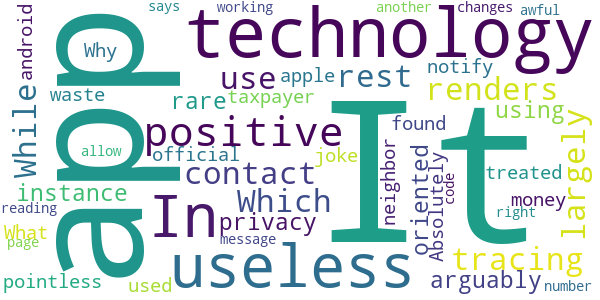 says
working
another
changes
awful
android
app
Why
technology
use
apple
rest
notify
While
waste
rare
taxpayer
renders
using
positive
It
found
largely
official
joke
neighbor
oriented
Absolutely
allow
contact
code
treated
instance
In
Which
money
reading
What
privacy
right
page
message
useless
tracing
pointless
used
arguably
number